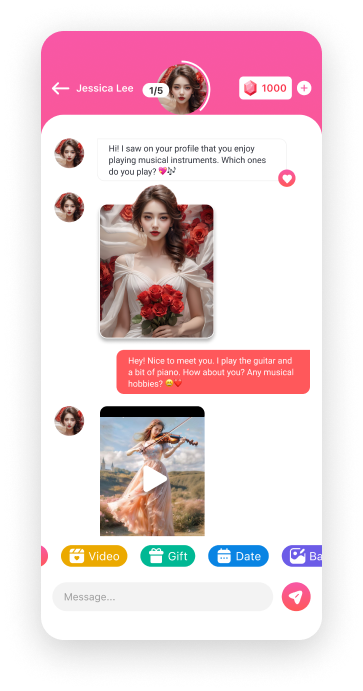 Jessica Lee
1/5
1000
Hi! I saw on your profile that you enjoy
playing musical instruments. Which ones
do you play? 💖🎶
Hey! Nice to meet you. I play the guitar and
a bit of piano. How about you? Any musical
hobbies? 😄❤️
Video
Gift
Date
Ba
Message...